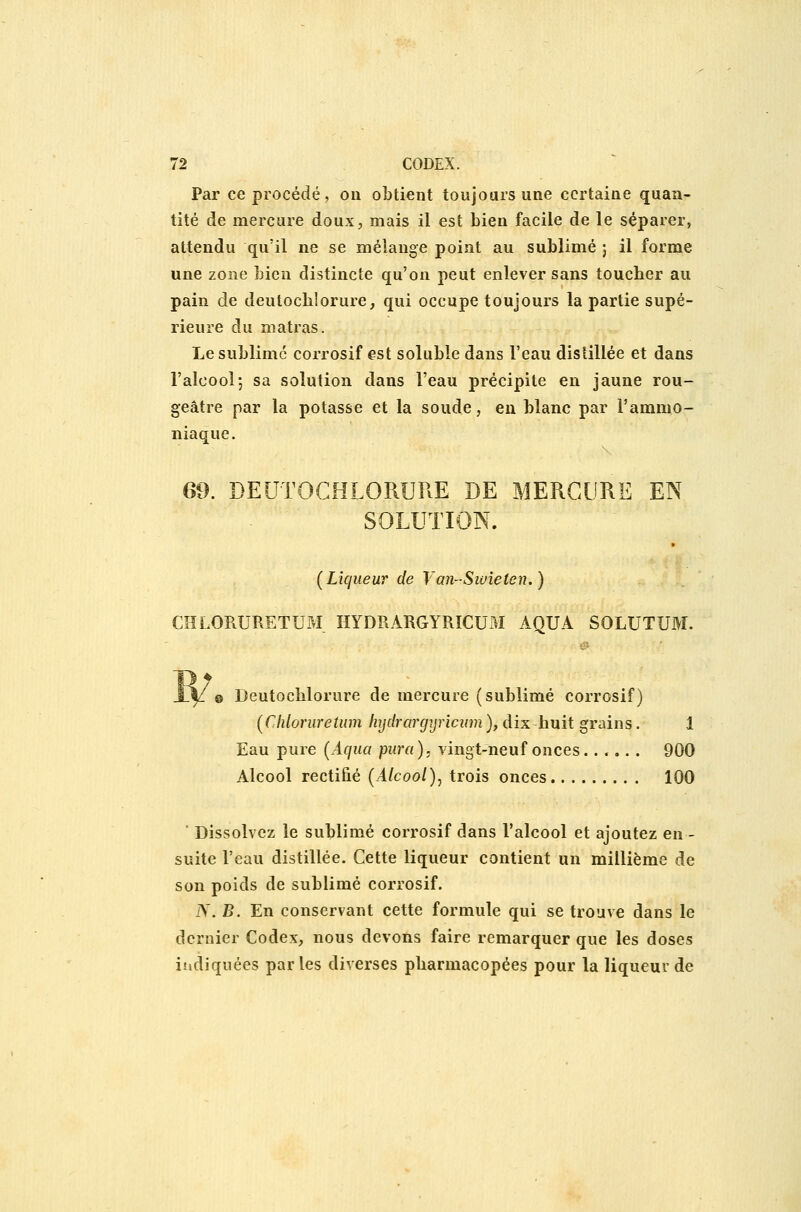 72 CODEX.
Par ce procédé, on obtient toujours une certaine quan-
tité de mercure doux, mais il est bien facile de le séparer,
attendu qu'il ne se mélange point au sublimé ; il forme
une zone bien distincte qu'on peut enlever sans toucher au
pain de deutochlorure, qui occupe toujours la partie supé-
rieure du matras.
Le sublimé corrosif est soluble dans l'eau distillée et dans
l'alcool; sa solution dans l'eau précipite en jaune rou-
geâtre par la potasse et la soude, en blanc par l'ammo-
niaque.
69. DEUTOCHLORURE DE MERCURE EN
SOLUTION.
(Liqueur de Van-Swieten.)
CHLORURETUM HYDRARGYRICUM AQUA SOLUTUM.
℞. Deutochlorure de mercure (sublimé corrosif)
(Chloruretum hydrargyricum), dix huit grains. 1
Eau pure (Aqua pura), vingt-neuf onces...... 900
Alcool rectifié (Alcool), trois onces......... 100
Dissolvez le sublimé corrosif dans l'alcool et ajoutez en-
suite l'eau distillée. Cette liqueur contient un millième de
son poids de sublimé corrosif.
N. B. En conservant cette formule qui se trouve dans le
dernier Codex, nous devons faire remarquer que les doses
indiquées par les diverses pharmacopées pour la liqueur de